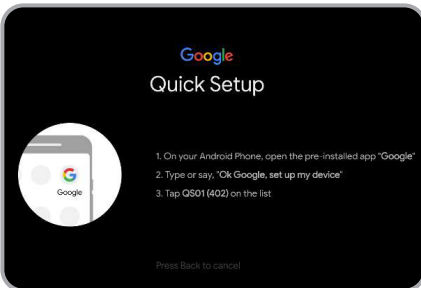 Google
Quick Setup
1. On your Android Phone, open the pre-installed app "Google"
2. Type or say, "Ok Google, set up my device"
3. Tap QS01 (402) on the list
G
Google
Press Back to cancel